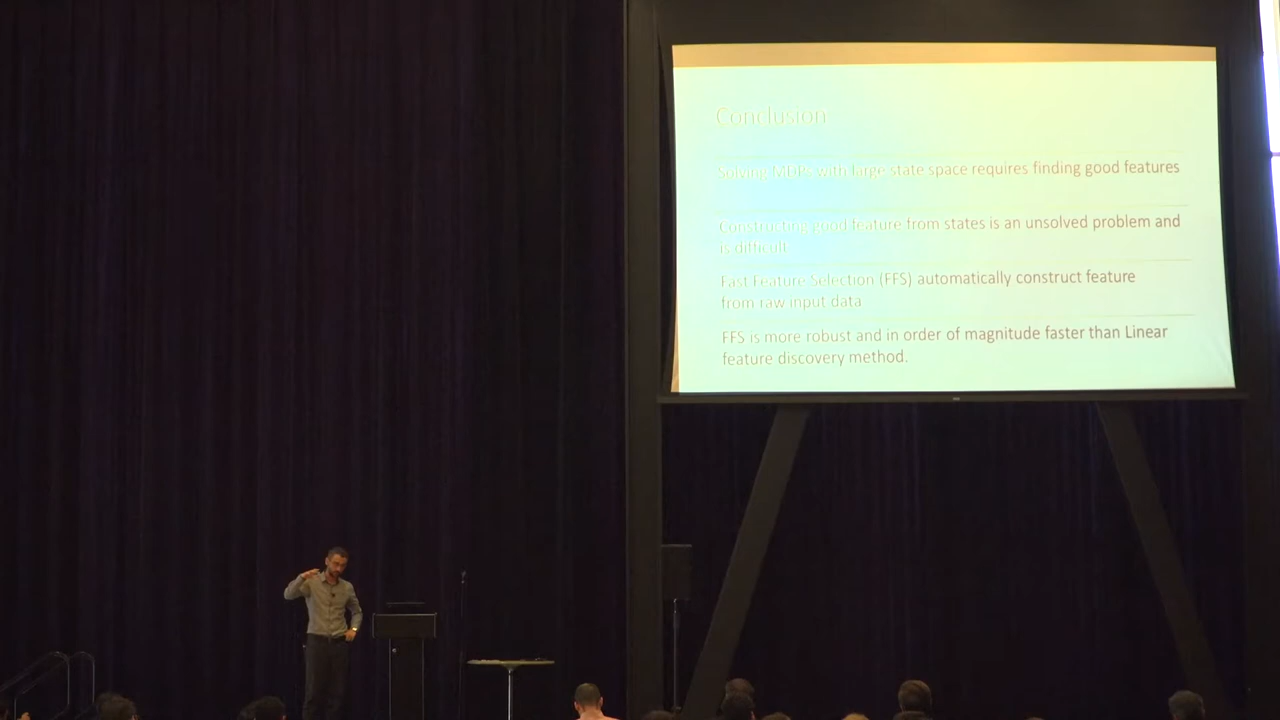 Conclusion
Solving MDPs with large state space requires finding good features
Constructing good feature from states is an unsolved problem and
is difficult
Fast Feature Selection (FFS) automatically construct feature
from raw input data
FFS is more robust and in order of magnitude faster than Linear
feature discovery method.